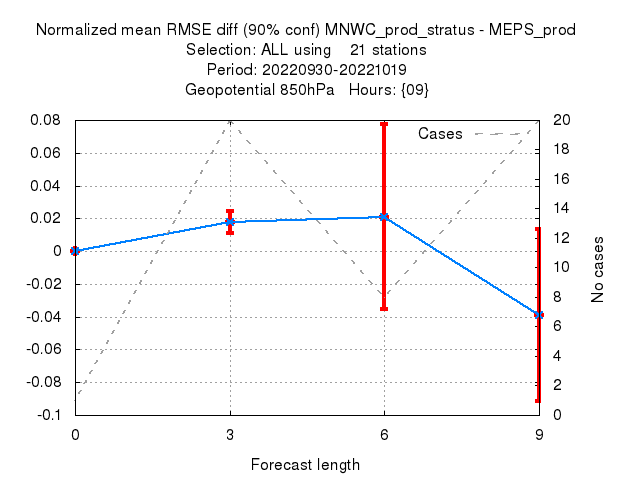 Normalized mean RMSE diff (90% conf) MNWC_prod_stratus - MEPS_prod
Selection: ALL using 21 stations
Period: 20220930-20221019
Geopotential 850hPa Hours: {09}
Cases
0.08
0.06
0.04
0.02
0
-0.02
-0.04
-0.06
-0.08
-0.1
20
18
16
14
12
10
8
6
4
2
0
No cases
0 3 6 9
Forecast length